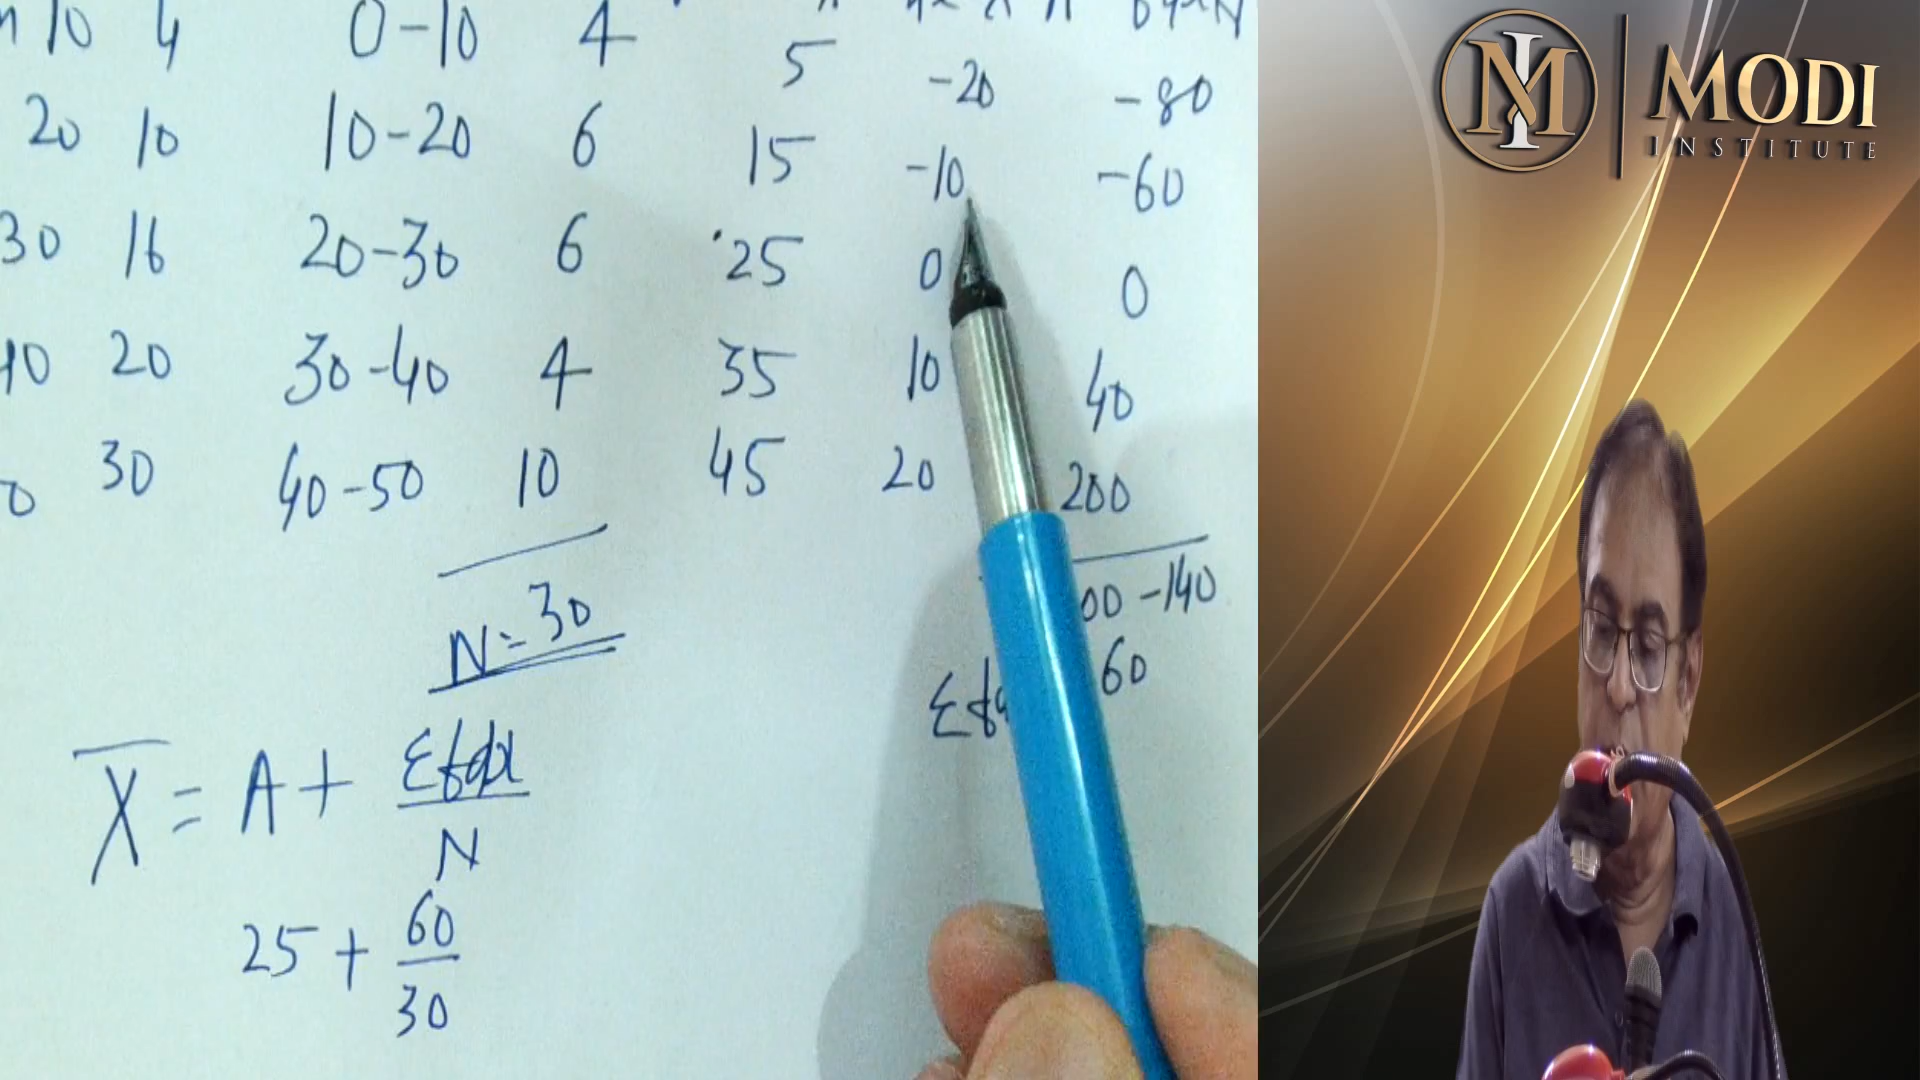 10 4 0-10 4 5 -20 -80
20 10 10-20 6 15 -10 -60
30 16 20-30 6 25 0 0
20 30-40 4 35 10 40
30 40-50 10 45 20 200
00 -140
N=30
60
X̅ = A + Σfdx
N
25 + 60
30
MODI
INSTITUTE